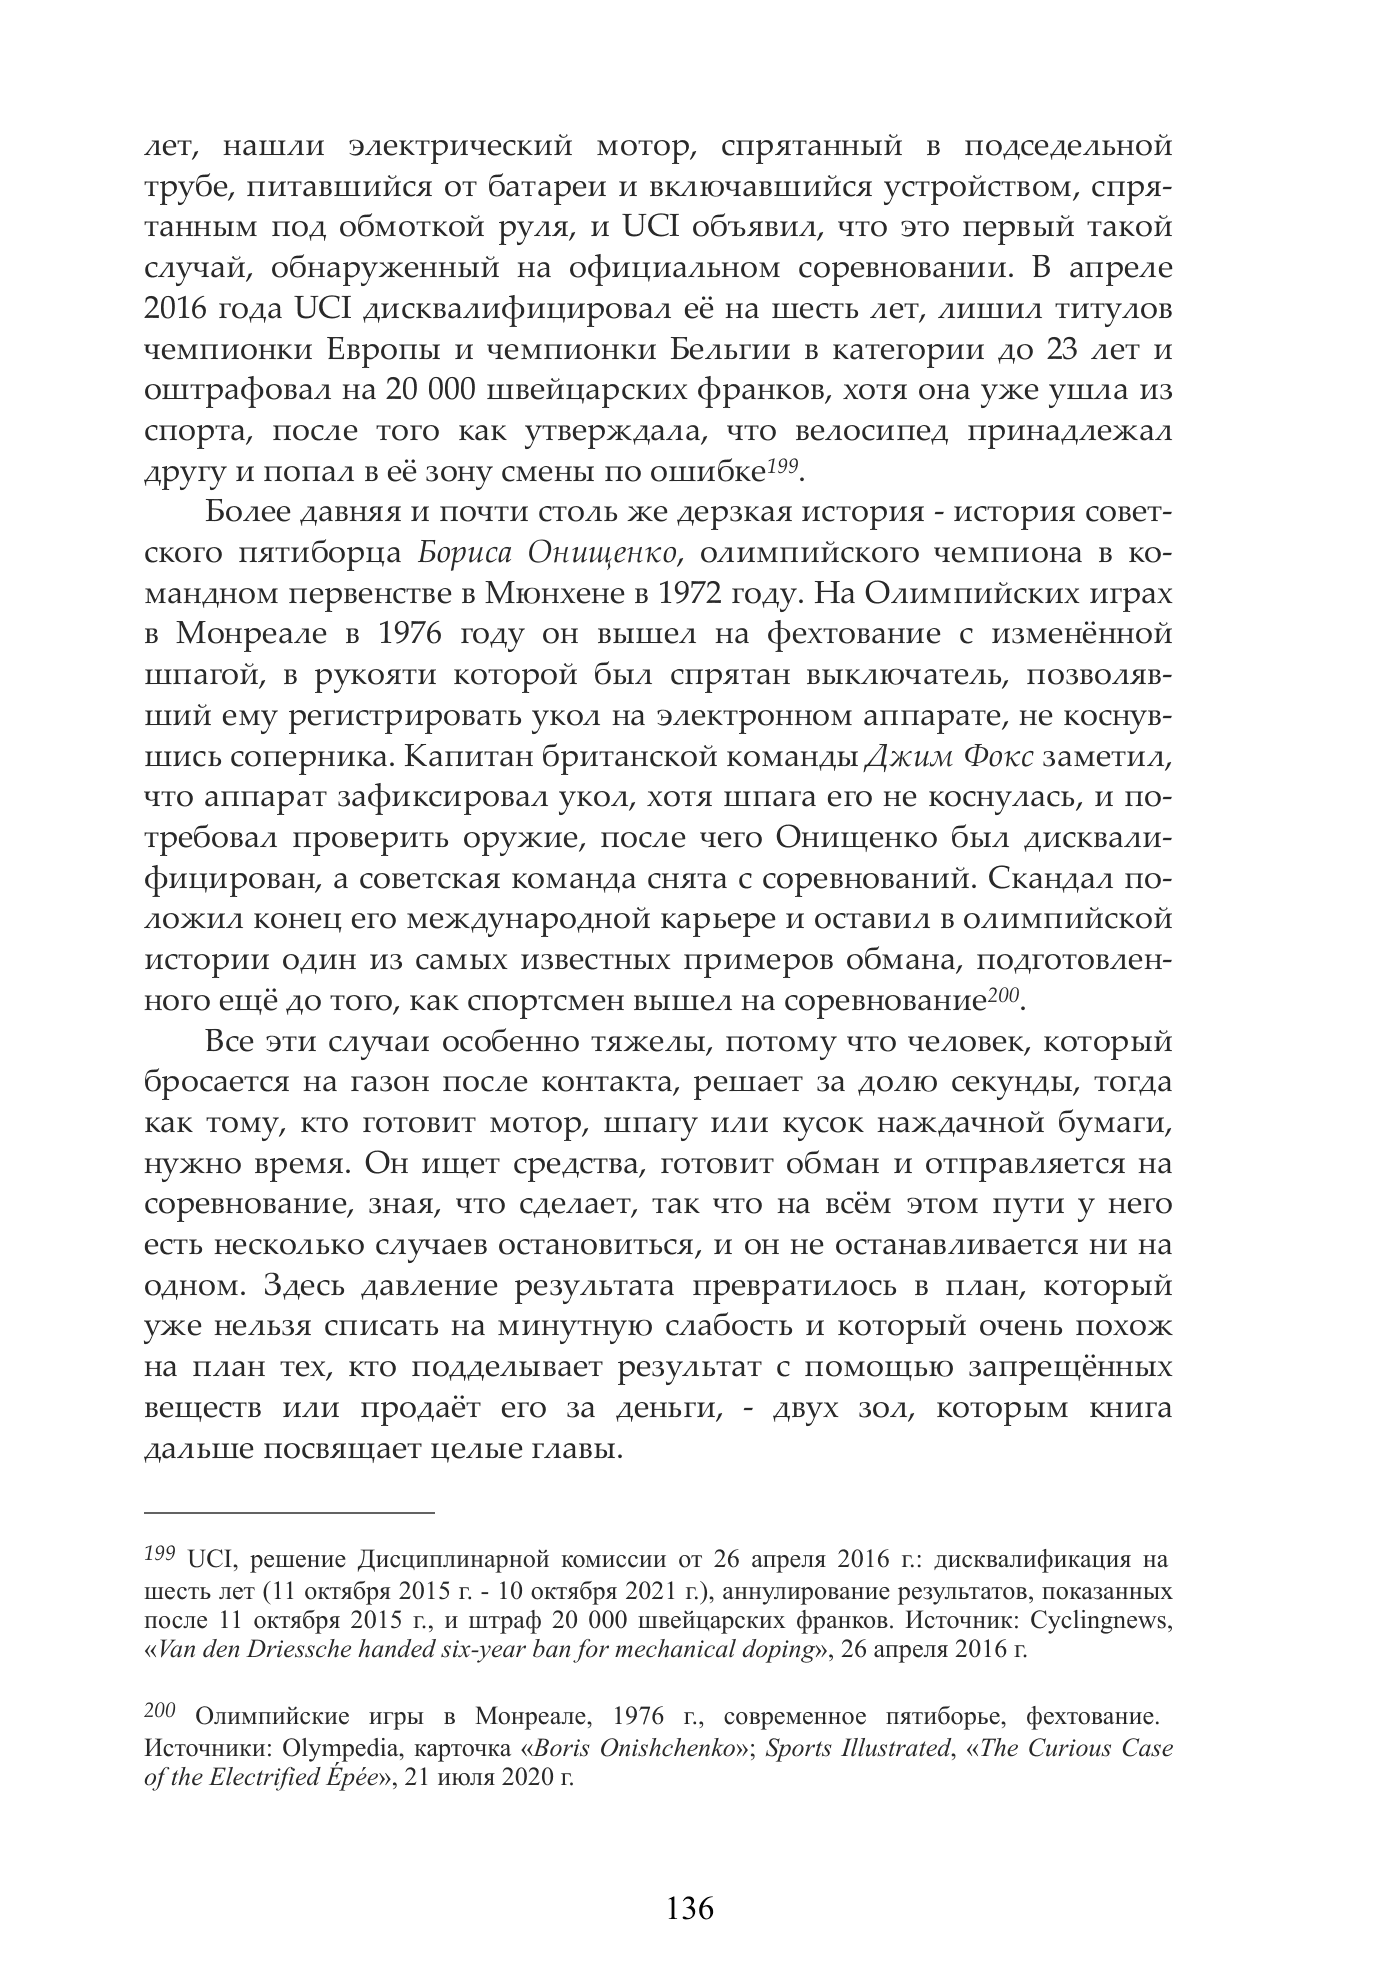 лет, нашли электрический мотор, спрятанный в подседельной
трубе, питавшийся от батареи и включавшийся устройством, спря-
танным под обмоткой руля, и UCI объявил, что это первый такой
случай, обнаруженный на официальном соревновании. В апреле
2016 года UCI дисквалифицировал её на шесть лет, лишил титулов
чемпионки Европы и чемпионки Бельгии в категории до 23 лет и
оштрафовал на 20 000 швейцарских франков, хотя она уже ушла из
спорта, после того как утверждала, что велосипед принадлежал
другу и попал в её зону смены по ошибке199.
Более давняя и почти столь же дерзкая история - история совет-
ского пятиборца Бориса Онищенко, олимпийского чемпиона в ко-
мандном первенстве в Мюнхене в 1972 году. На Олимпийских играх
в Монреале в 1976 году он вышел на фехтование с изменённой
шпагой, в рукояти которой был спрятан выключатель, позволяв-
ший ему регистрировать укол на электронном аппарате, не коснув-
шись соперника. Капитан британской команды Джим Фокс заметил,
что аппарат зафиксировал укол, хотя шпага его не коснулась, и по-
требовал проверить оружие, после чего Онищенко был дисквали-
фицирован, а советская команда снята с соревнований. Скандал по-
ложил конец его международной карьере и оставил в олимпийской
истории один из самых известных примеров обмана, подготовлен-
ного ещё до того, как спортсмен вышел на соревнование200.
Все эти случаи особенно тяжелы, потому что человек, который
бросается на газон после контакта, решает за долю секунды, тогда
как тому, кто готовит мотор, шпагу или кусок наждачной бумаги,
нужно время. Он ищет средства, готовит обман и отправляется на
соревнование, зная, что сделает, так что на всём этом пути у него
есть несколько случаев остановиться, и он не останавливается ни на
одном. Здесь давление результата превратилось в план, который
уже нельзя списать на минутную слабость и который очень похож
на план тех, кто подделывает результат с помощью запрещённых
веществ или продаёт его за деньги, - двух зол, которым книга
дальше посвящает целые главы.
199 UCI, решение Дисциплинарной комиссии от 26 апреля 2016 г.: дисквалификация на
шесть лет (11 октября 2015 г. - 10 октября 2021 г.), аннулирование результатов, показанных
после 11 октября 2015 г., и штраф 20 000 швейцарских франков. Источник: Cyclingnews,
«Van den Driessche handed six-year ban for mechanical doping», 26 апреля 2016 г.
200 Олимпийские игры в Монреале, 1976 г., современное пятиборье, фехтование.
Источники: Olympedia, карточка «Boris Onishchenko»; Sports Illustrated, «The Curious Case
of the Electrified Épée», 21 июля 2020 г.
136